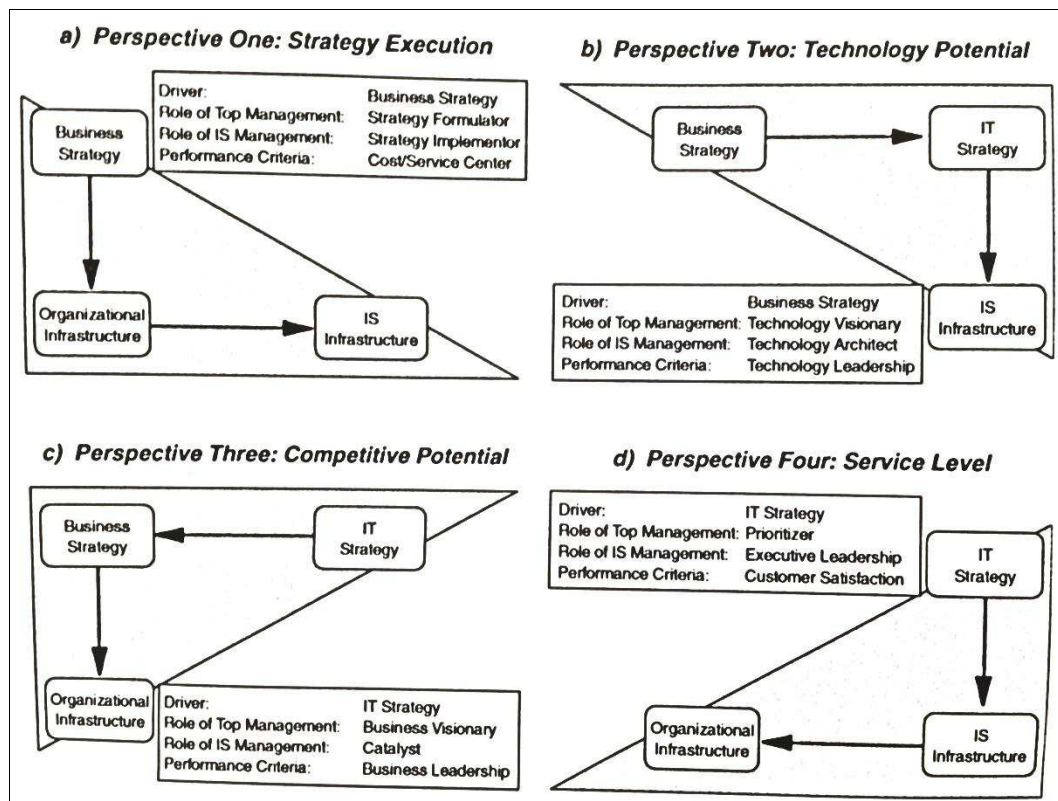 a) Perspective One: Strategy Execution
Driver: Business Strategy
Role of Top Management: Strategy Formulator
Role of IS Management: Strategy Implementor
Performance Criteria: Cost/Service Center
Business
Strategy
Organizational
Infrastructure
IS
Infrastructure
b) Perspective Two: Technology Potential
Business
Strategy
IT
Strategy
Driver: Business Strategy
Role of Top Management: Technology Visionary
Role of IS Management: Technology Architect
Performance Criteria: Technology Leadership
IS
Infrastructure
c) Perspective Three: Competitive Potential
Business
Strategy
IT
Strategy
Organizational
Infrastructure
Driver: IT Strategy
Role of Top Management: Business Visionary
Role of IS Management: Catalyst
Performance Criteria: Business Leadership
d) Perspective Four: Service Level
Driver: IT Strategy
Role of Top Management: Prioritizer
Role of IS Management: Executive Leadership
Performance Criteria: Customer Satisfaction
IT
Strategy
Organizational
Infrastructure
IS
Infrastructure